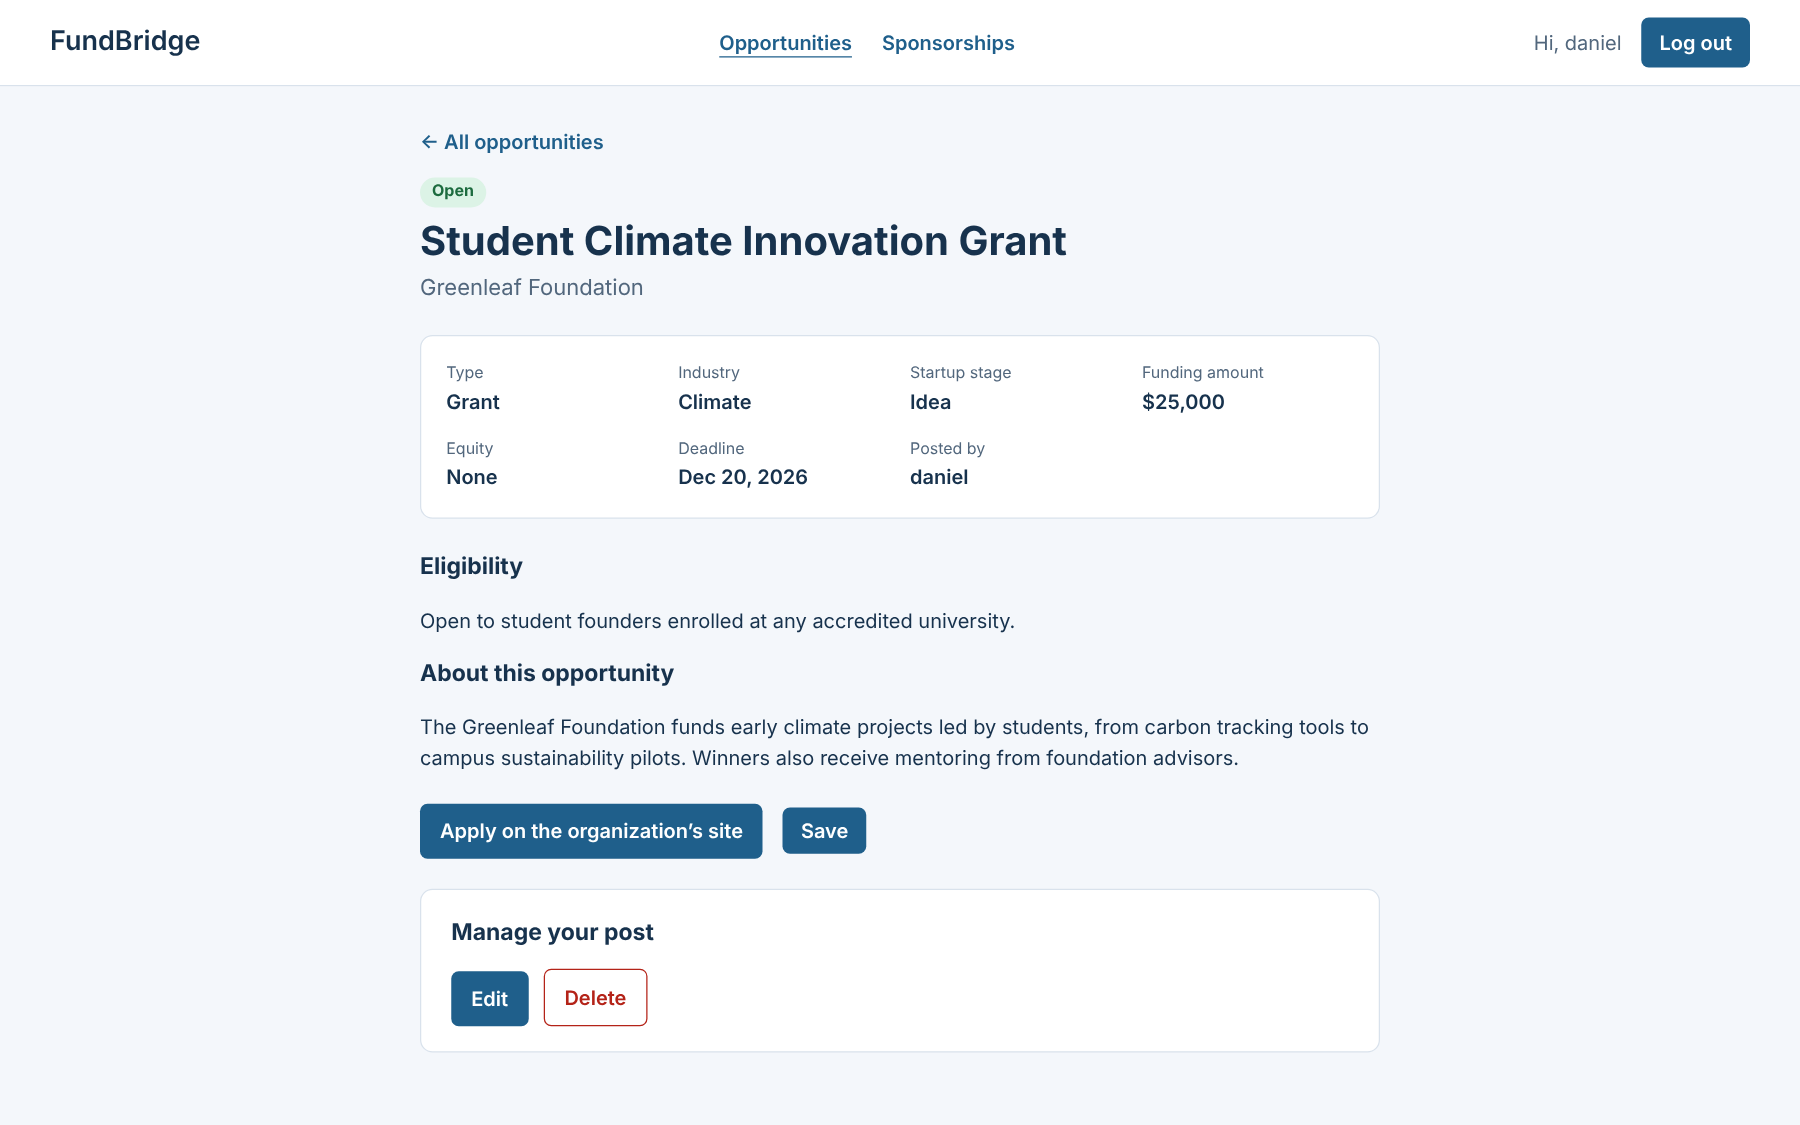 FundBridge
Opportunities
Sponsorships
Hi, daniel
Log out
← All opportunities
Open
Student Climate Innovation Grant
Greenleaf Foundation
Type
Industry
Startup stage
Funding amount
Grant
Climate
Idea
$25,000
Equity
Deadline
Posted by
None
Dec 20, 2026
daniel
Eligibility
Open to student founders enrolled at any accredited university.
About this opportunity
The Greenleaf Foundation funds early climate projects led by students, from carbon tracking tools to
campus sustainability pilots. Winners also receive mentoring from foundation advisors.
Apply on the organization’s site
Save
Manage your post
Edit
Delete